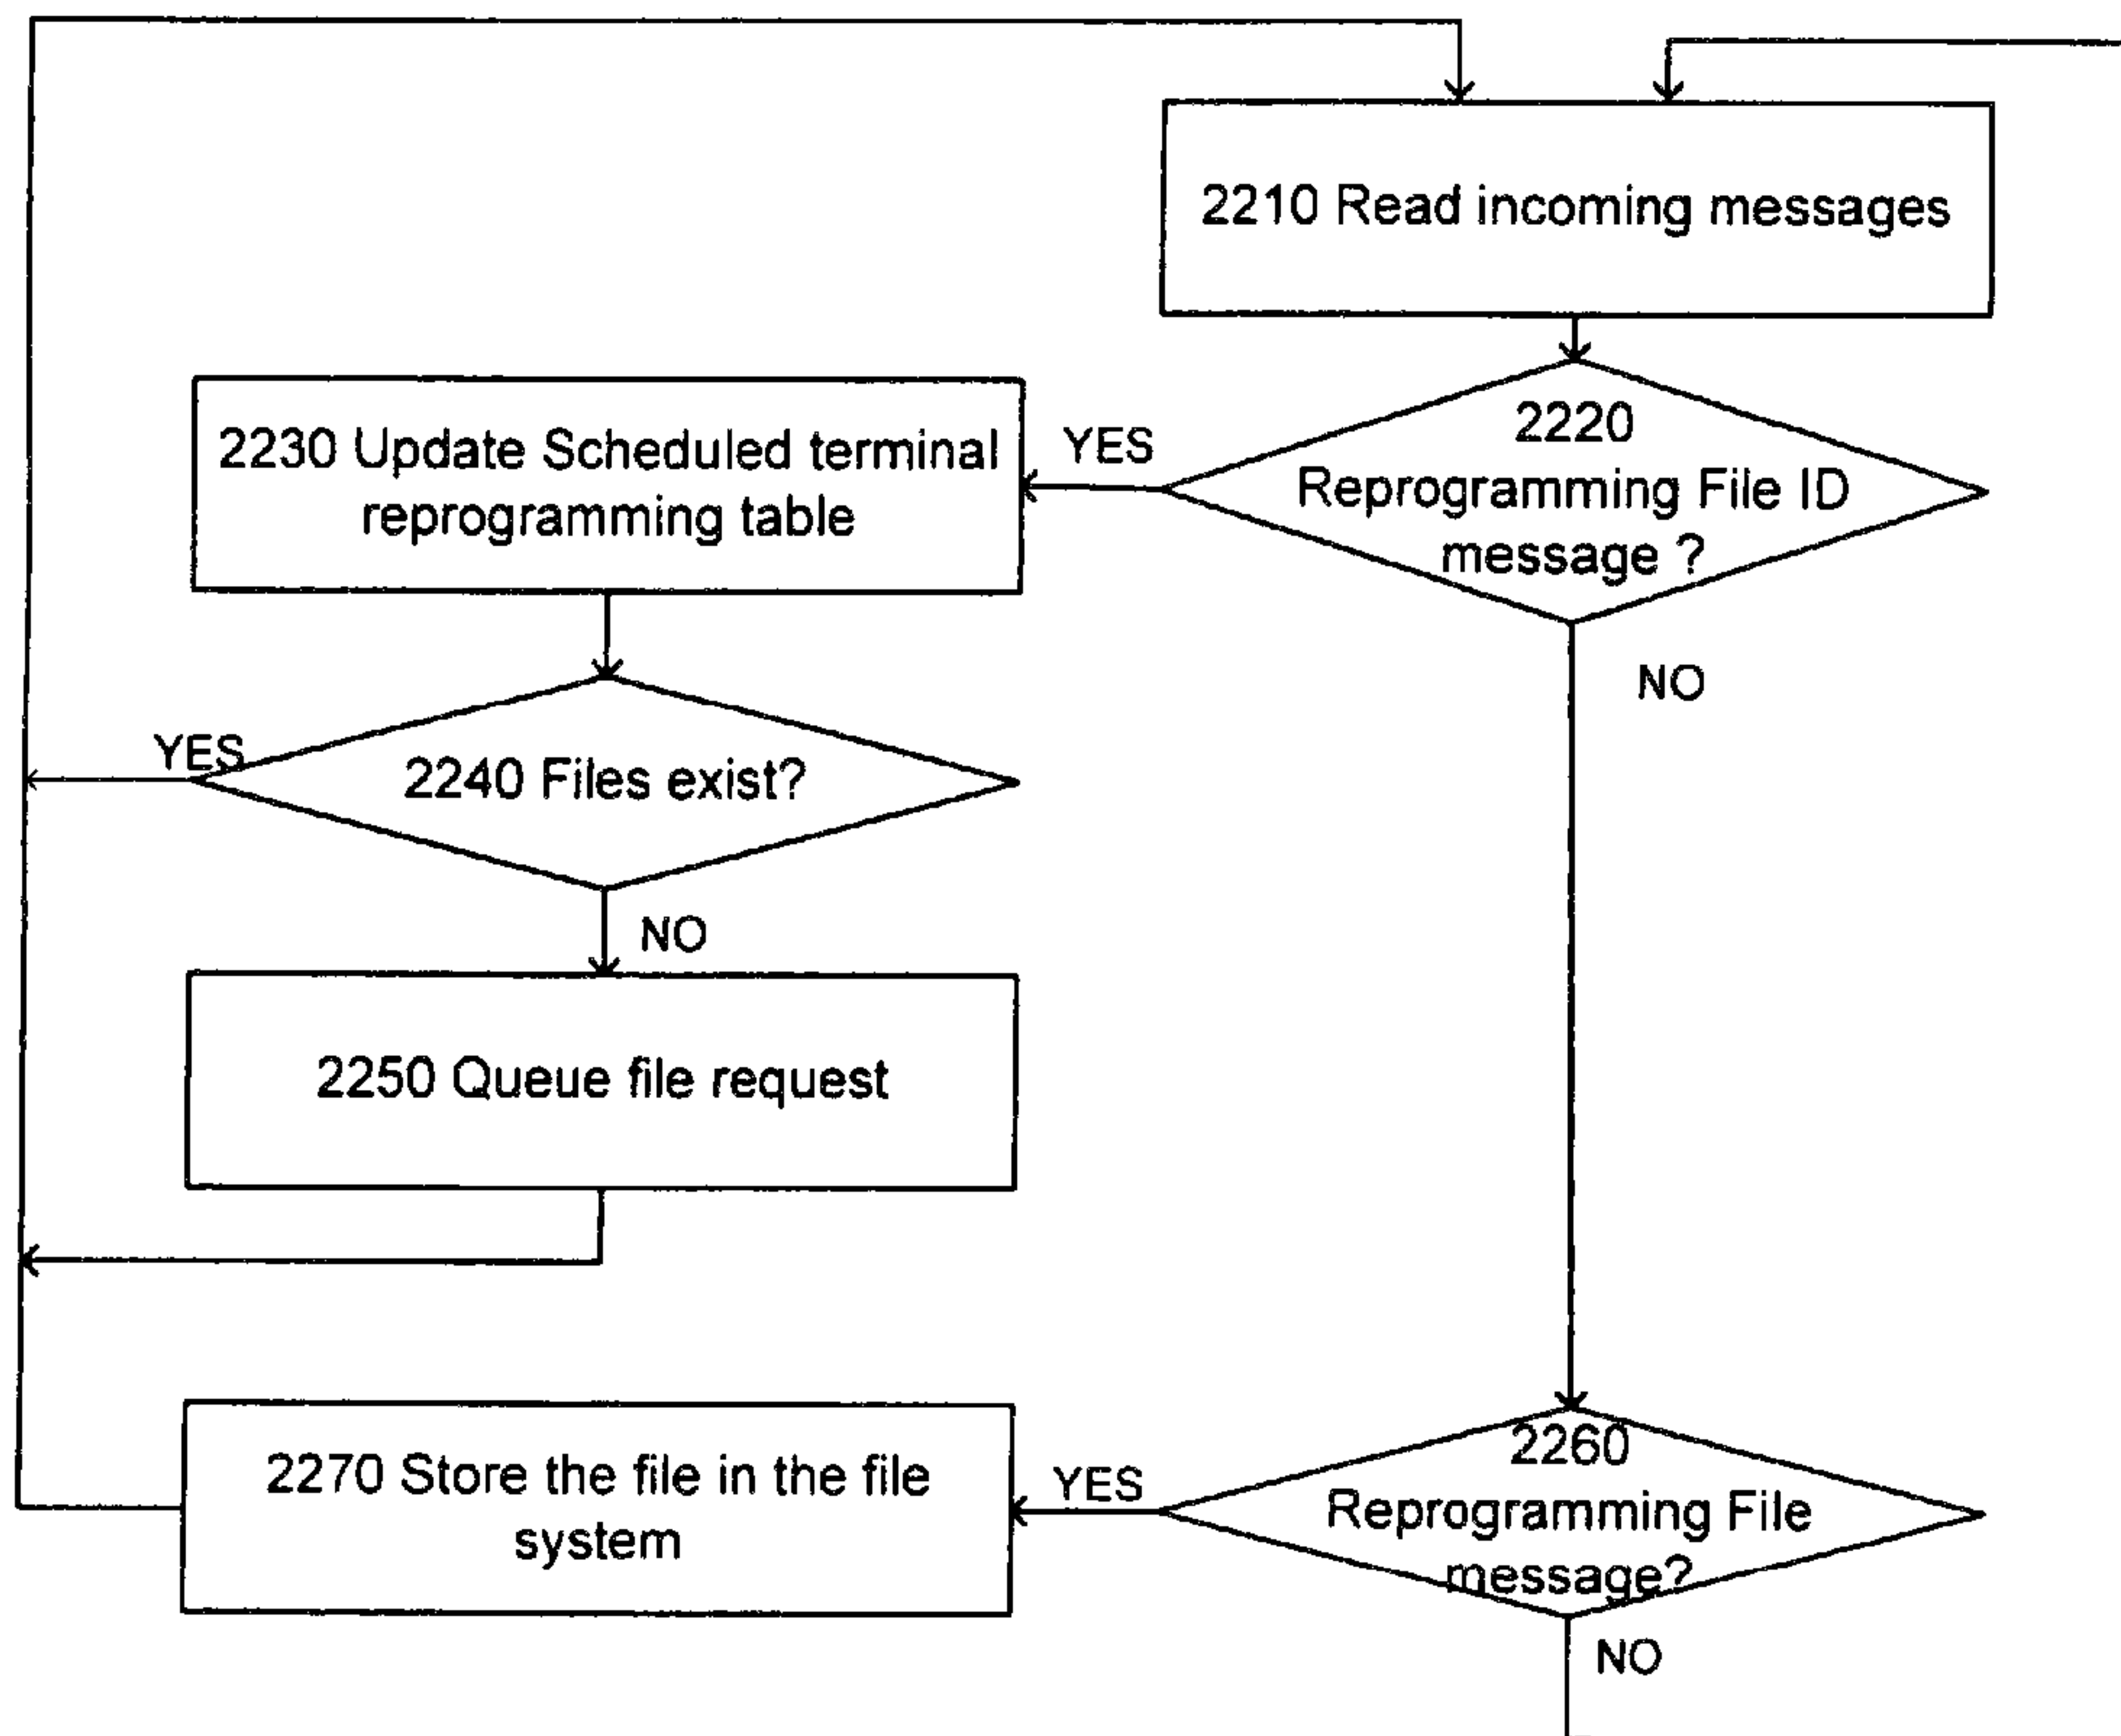 2210 Read incoming messages
2220
Reprogramming File ID
message ?
YES
NO
2230 Update Scheduled terminal
reprogramming table
2240 Files exist?
YES
NO
2250 Queue file request
2260
Reprogramming File
message?
YES
NO
2270 Store the file in the file
system